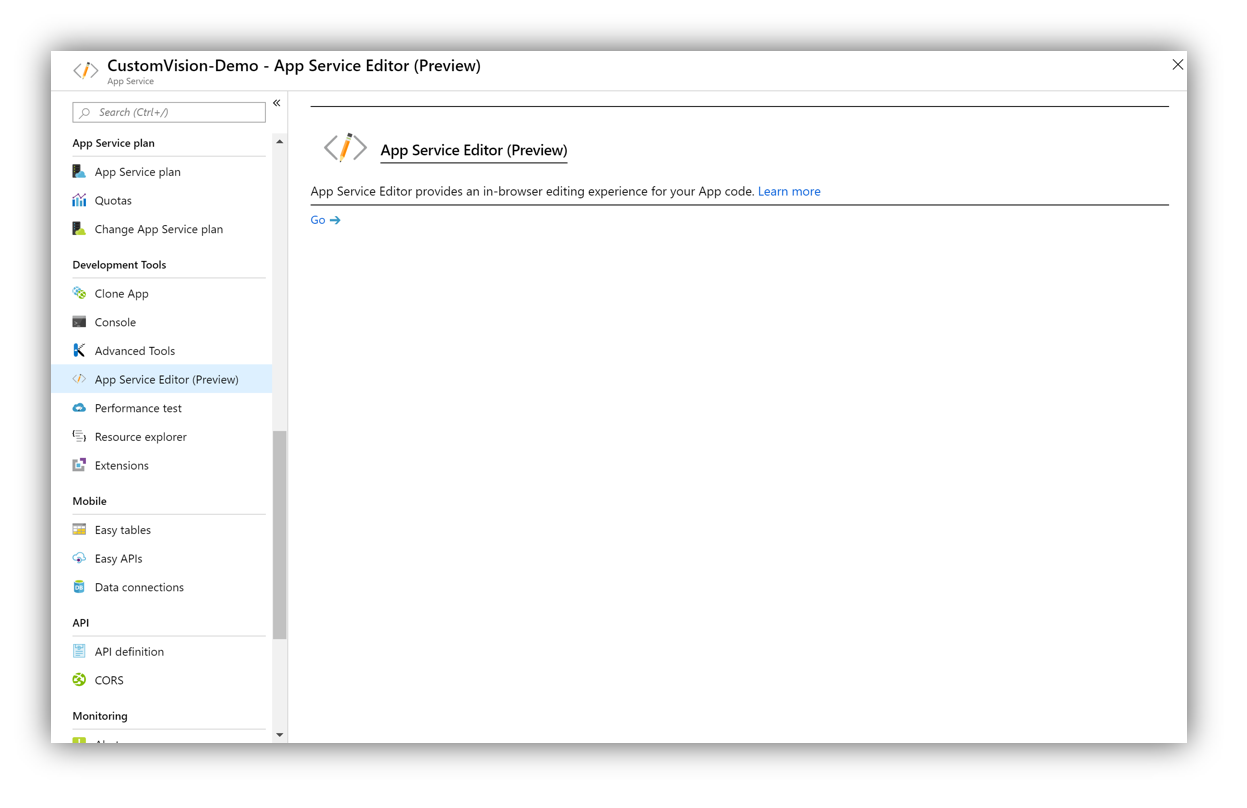 CustomVision-Demo - App Service Editor (Preview)
App Service
Search (Ctrl+/)
App Service plan
App Service plan
Quotas
Change App Service plan
Development Tools
Clone App
Console
Advanced Tools
App Service Editor (Preview)
Performance test
Resource explorer
Extensions
Mobile
Easy tables
Easy APIs
Data connections
API
API definition
CORS
Monitoring
App Service Editor (Preview)
App Service Editor provides an in-browser editing experience for your App code. Learn more
Go →